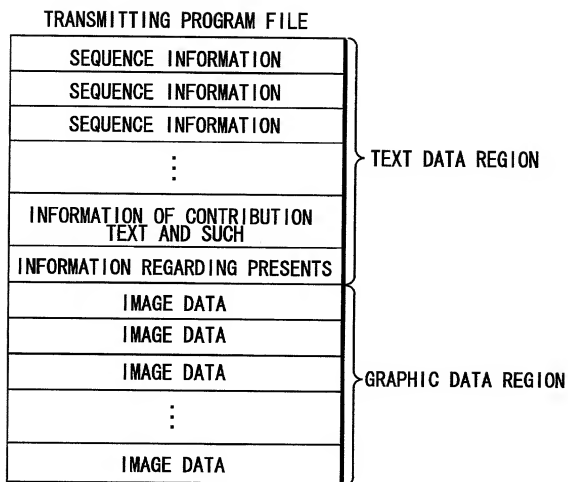 TRANSMITTING PROGRAM FILE
SEQUENCE INFORMATION
SEQUENCE INFORMATION
SEQUENCE INFORMATION
⋮
TEXT DATA REGION
INFORMATION OF CONTRIBUTION
TEXT AND SUCH
INFORMATION REGARDING PRESENTS
IMAGE DATA
IMAGE DATA
IMAGE DATA
GRAPHIC DATA REGION
⋮
IMAGE DATA